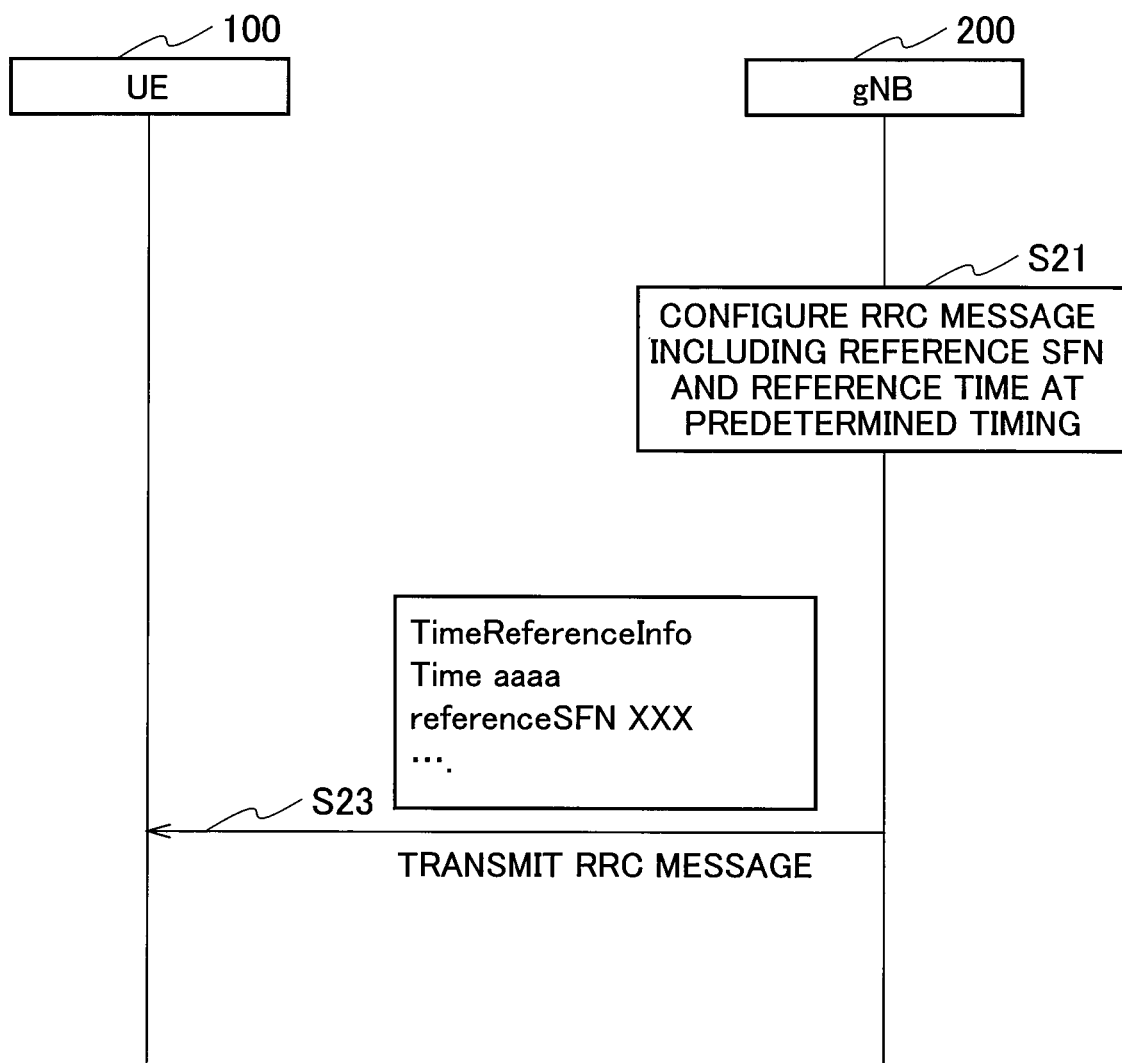 100
200
UE
gNB
S21
CONFIGURE RRC MESSAGE
INCLUDING REFERENCE SFN
AND REFERENCE TIME AT
PREDETERMINED TIMING
TimeReferenceInfo
Time aaaa
referenceSFN XXX
….
S23
TRANSMIT RRC MESSAGE